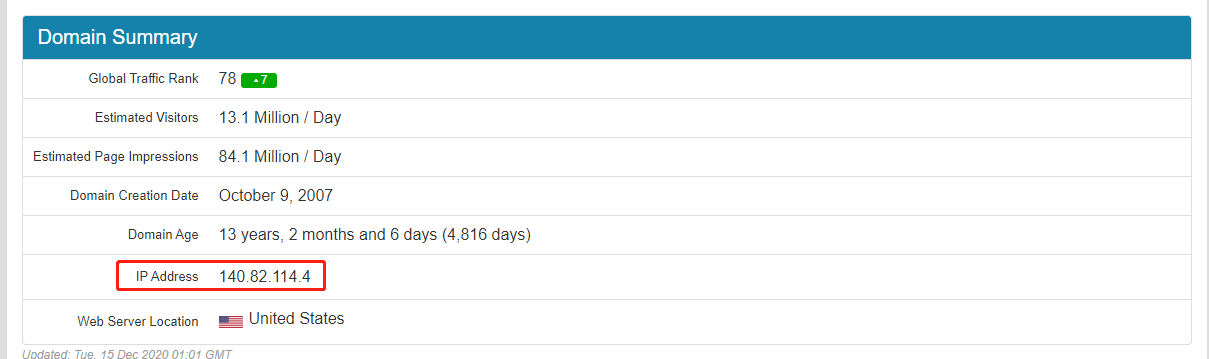 Domain Summary
Global Traffic Rank 78 ▲7
Estimated Visitors 13.1 Million / Day
Estimated Page Impressions 84.1 Million / Day
Domain Creation Date October 9, 2007
Domain Age 13 years, 2 months and 6 days (4,816 days)
IP Address 140.82.114.4
Web Server Location United States
Updated: Tue, 15 Dec 2020 01:01 GMT